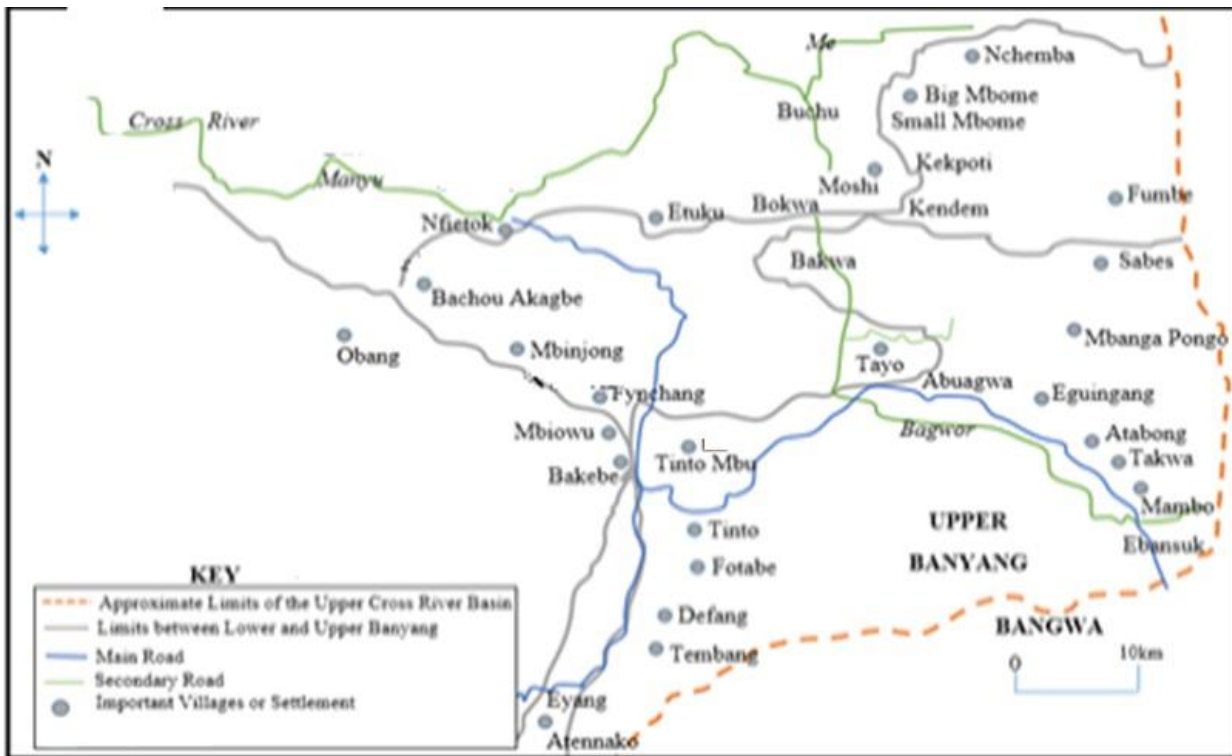 Me
Nchemba
Big Mbome
Buchu
Small Mbome
Cross River
N
Kekpoti
Manyu
Moshi
Fumbe
Etuku
Bokwa
Kendem
Nfietok
Bakwa
Sabes
Bachou Akagbe
Mbanga Pongo
Obang
Mbinjong
Tayo
Abuagwa
Fynchang
Eguingang
Mbiowu
Bagwor
Atabong
Tinto Mbu
Takwa
Bakebe
Mambo
Tinto
UPPER
BANYANG
Ebansuk
Fotabe
KEY
Approximate Limits of the Upper Cross River Basin
Defang
BANGWA
Limits between Lower and Upper Banyang
Main Road
Tembang
0 10km
Secondary Road
Important Villages or Settlement
Eyang
Atennako